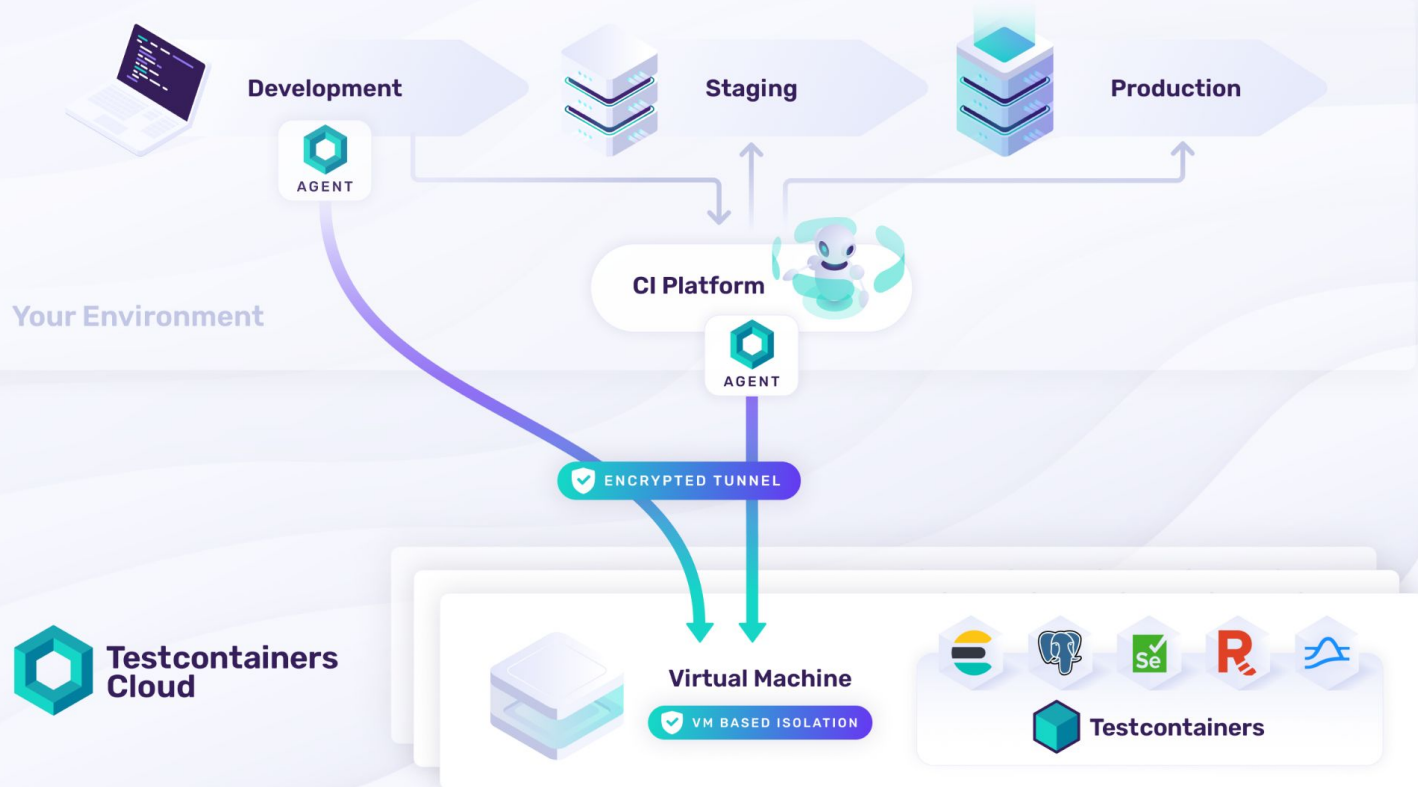 Development
Staging
Production
AGENT
CI Platform
Your Environment
AGENT
ENCRYPTED TUNNEL
Testcontainers
Cloud
Virtual Machine
VM BASED ISOLATION
Se
R
Testcontainers